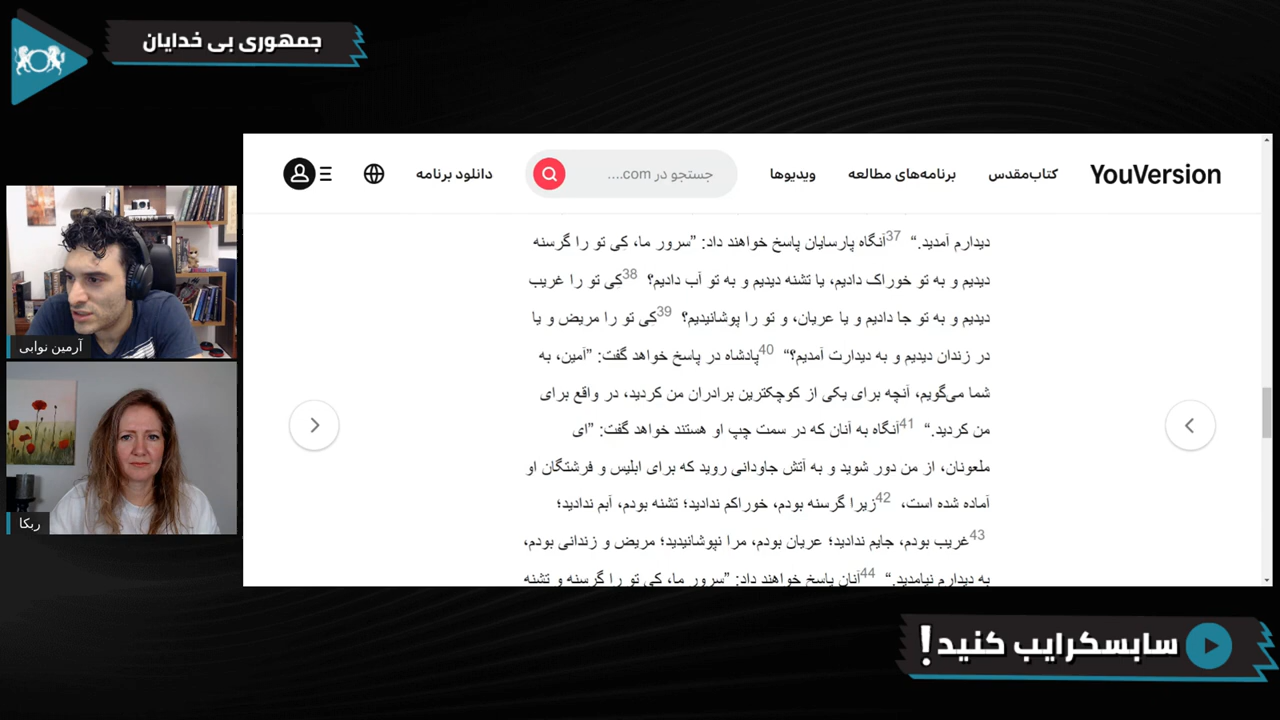 جمهوری بی خدایان
YouVersion
کتاب‌مقدس
برنامه‌های مطالعه
ویدیوها
جستجو در com....
دانلود برنامه
دیدارم آمدید.“ 37آنگاه پارسایان پاسخ خواهند داد: ”سرور ما، کی تو را گرسنه
دیدیم و به تو خوراک دادیم، یا تشنه دیدیم و به تو آب دادیم؟ 38کی تو را غریب
دیدیم و به تو جا دادیم و یا عریان، و تو را پوشانیدیم؟ 39کی تو را مریض و یا
در زندان دیدیم و به دیدارت آمدیم؟“ 40پادشاه در پاسخ خواهد گفت: ”آمین، به
شما می‌گویم، آنچه برای یکی از کوچکترین برادران من کردید، در واقع برای
من کردید.“ 41آنگاه به آنان که در سمت چپ او هستند خواهد گفت: ”ای
ملعونان، از من دور شوید و به آتش جاودانی روید که برای ابلیس و فرشتگان او
آماده شده است، 42زیرا گرسنه بودم، خوراکم ندادید؛ تشنه بودم، آبم ندادید؛
43غریب بودم، جایم ندادید؛ عریان بودم، مرا نپوشانیدید؛ مریض و زندانی بودم،
به دیدارم نیامدید.“ 44آنان پاسخ خواهند داد: ”سرور ما، کی تو را گرسنه و تشنه
آرمین نوابی
ربکا
سابسکرایب کنید!